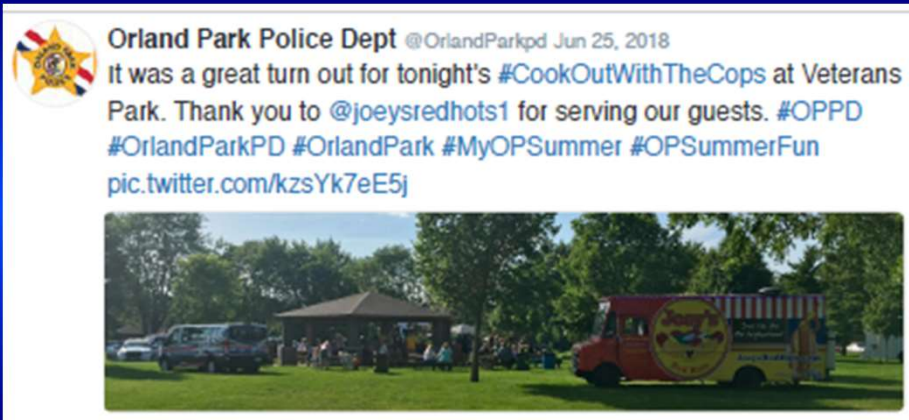 Orland Park Police Dept @OrlandParkpd Jun 25, 2018
It was a great turn out for tonight's #CookOutWithTheCops at Veterans
Park. Thank you to @joeysredhots1 for serving our guests. #OPPD
#OrlandParkPD #OrlandPark #MyOPSummer #OPSummerFun
pic.twitter.com/kzsYk7eE5j